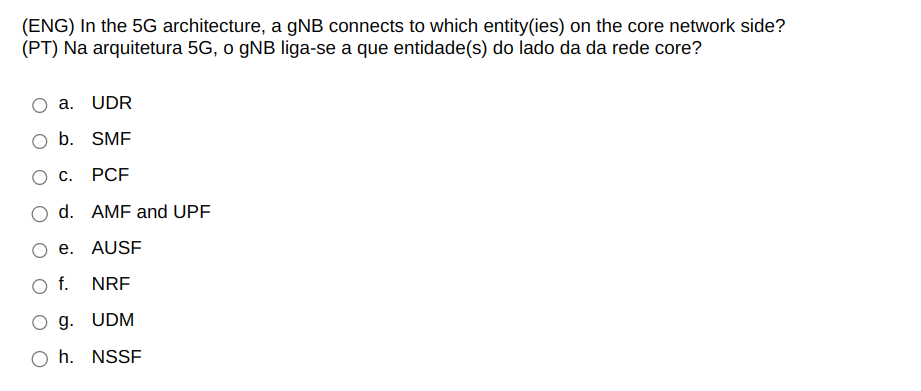 (ENG) In the 5G architecture, a gNB connects to which entity(ies) on the core network side?
(PT) Na arquitetura 5G, o gNB liga-se a que entidade(s) do lado da da rede core?
a. UDR
b. SMF
c. PCF
d. AMF and UPF
e. AUSF
f. NRF
g. UDM
h. NSSF